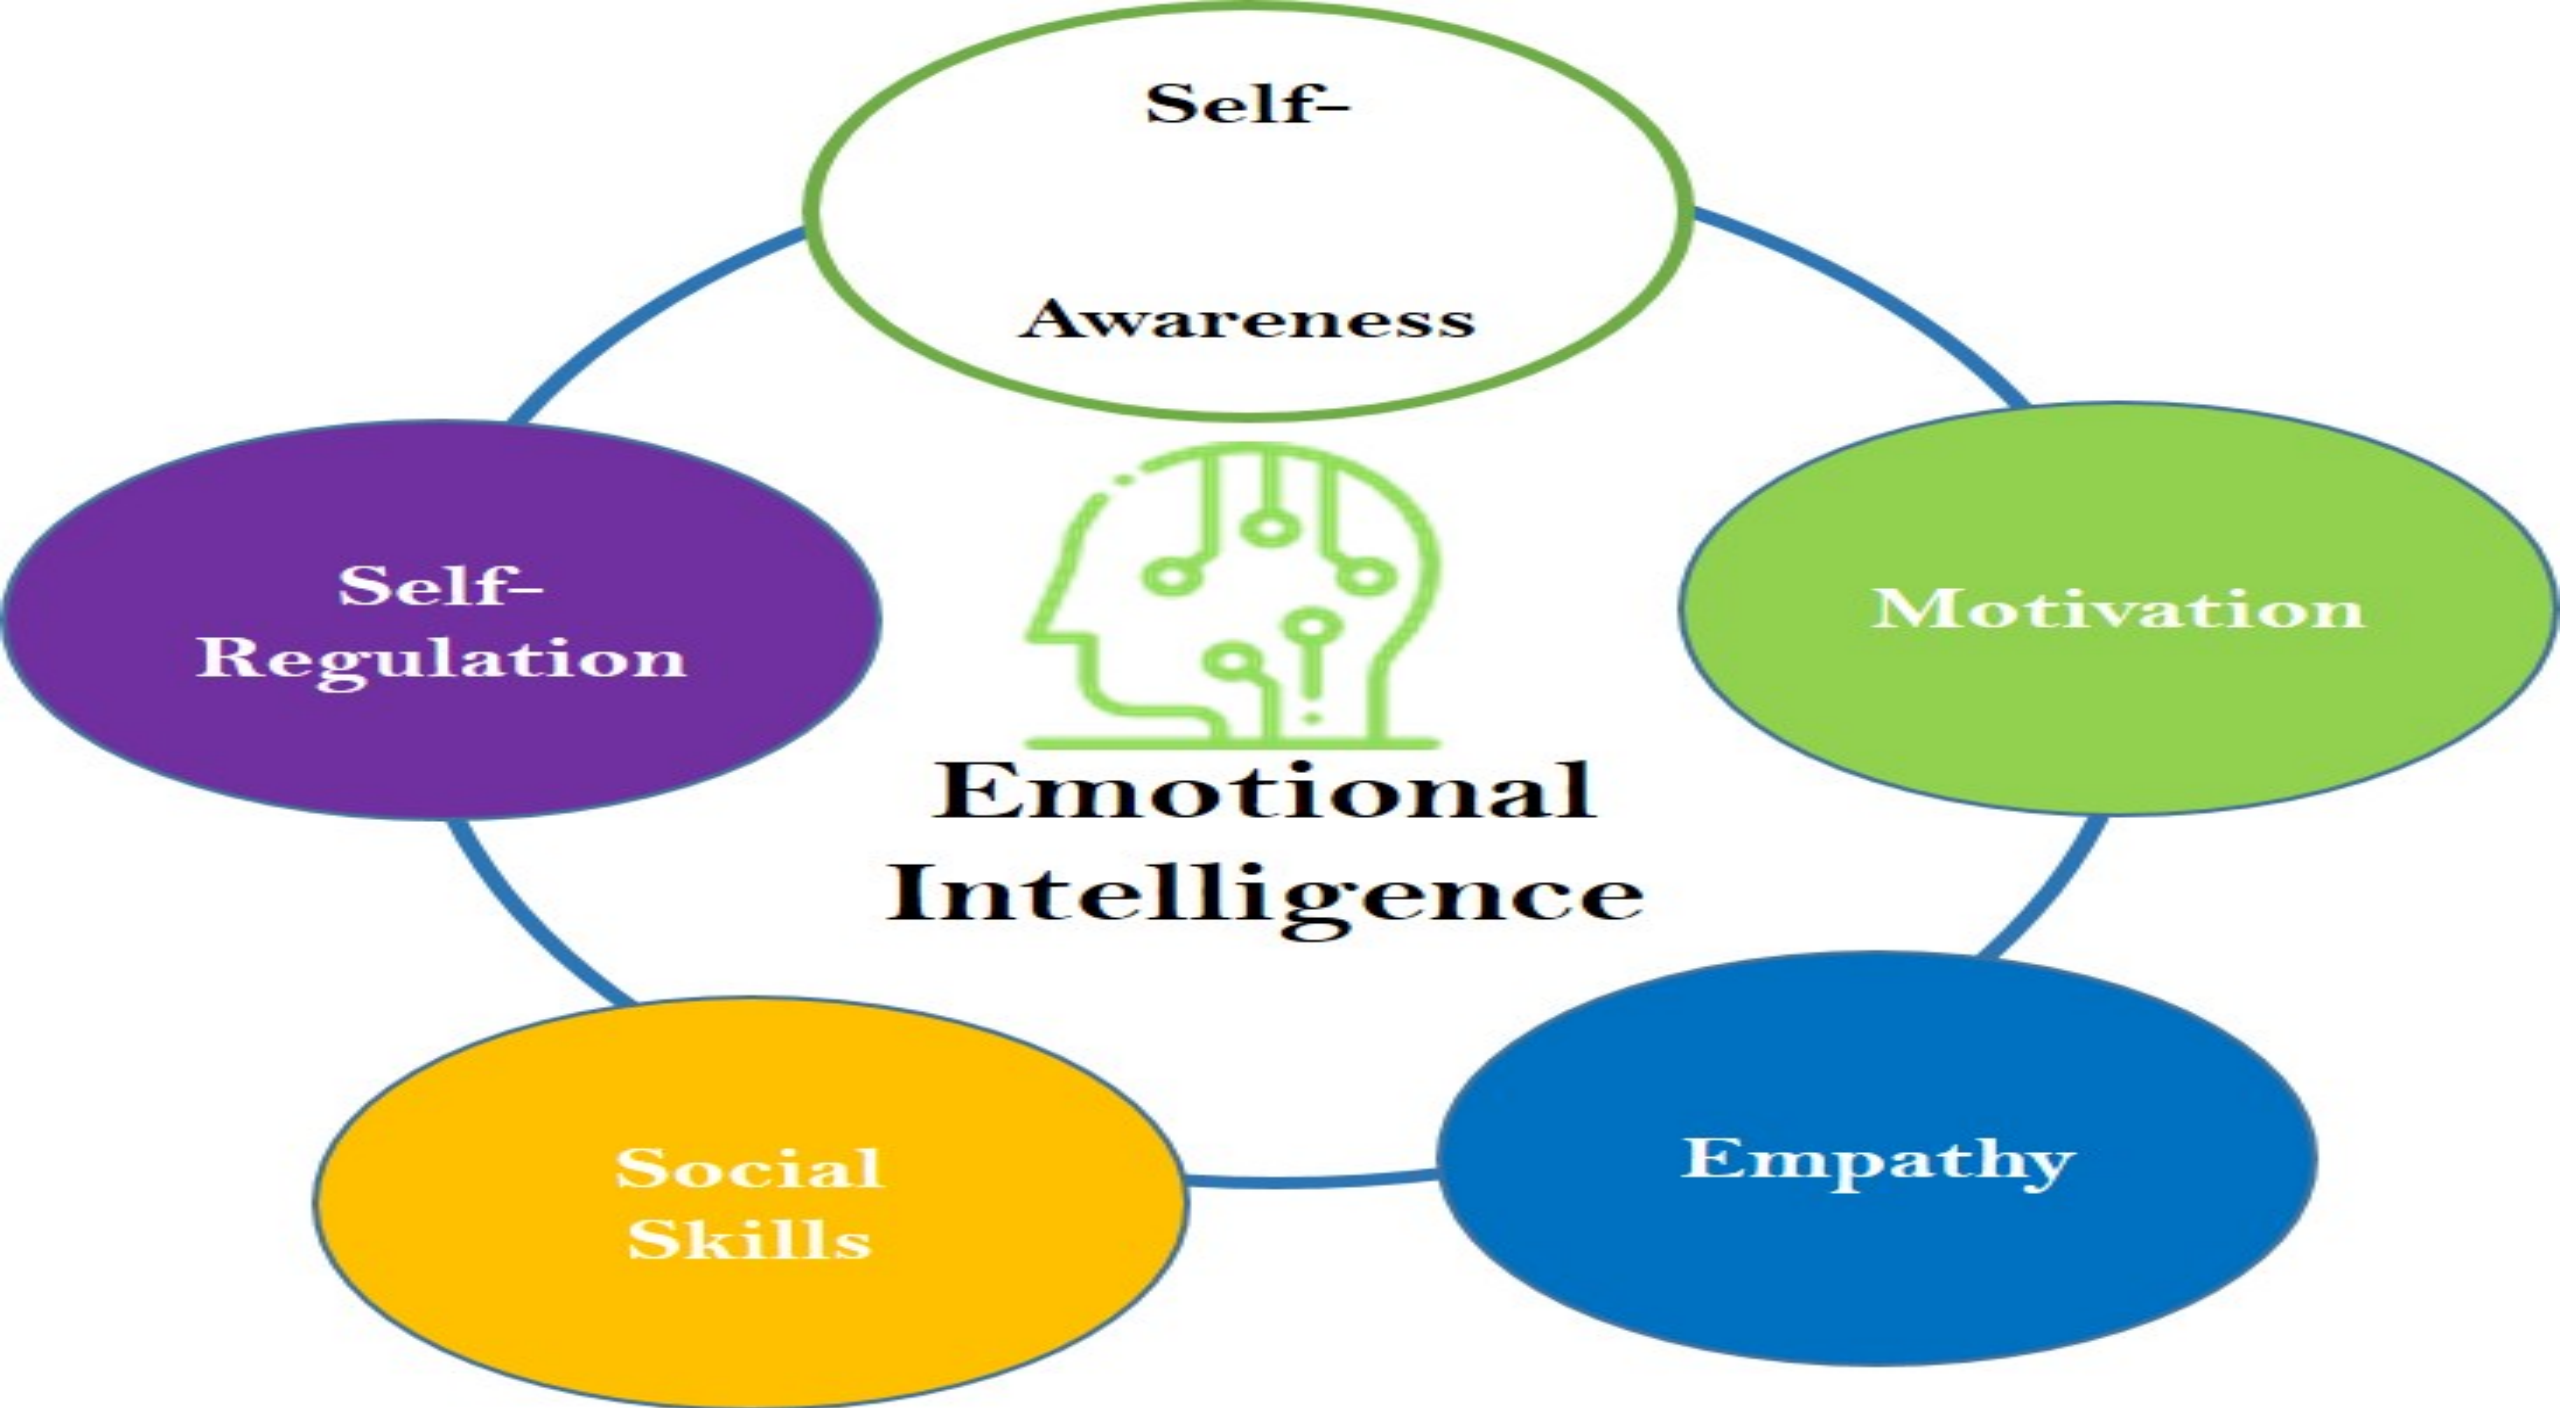 Self-
Awareness
Self-
Regulation
Motivation
Emotional
Intelligence
Social
Skills
Empathy